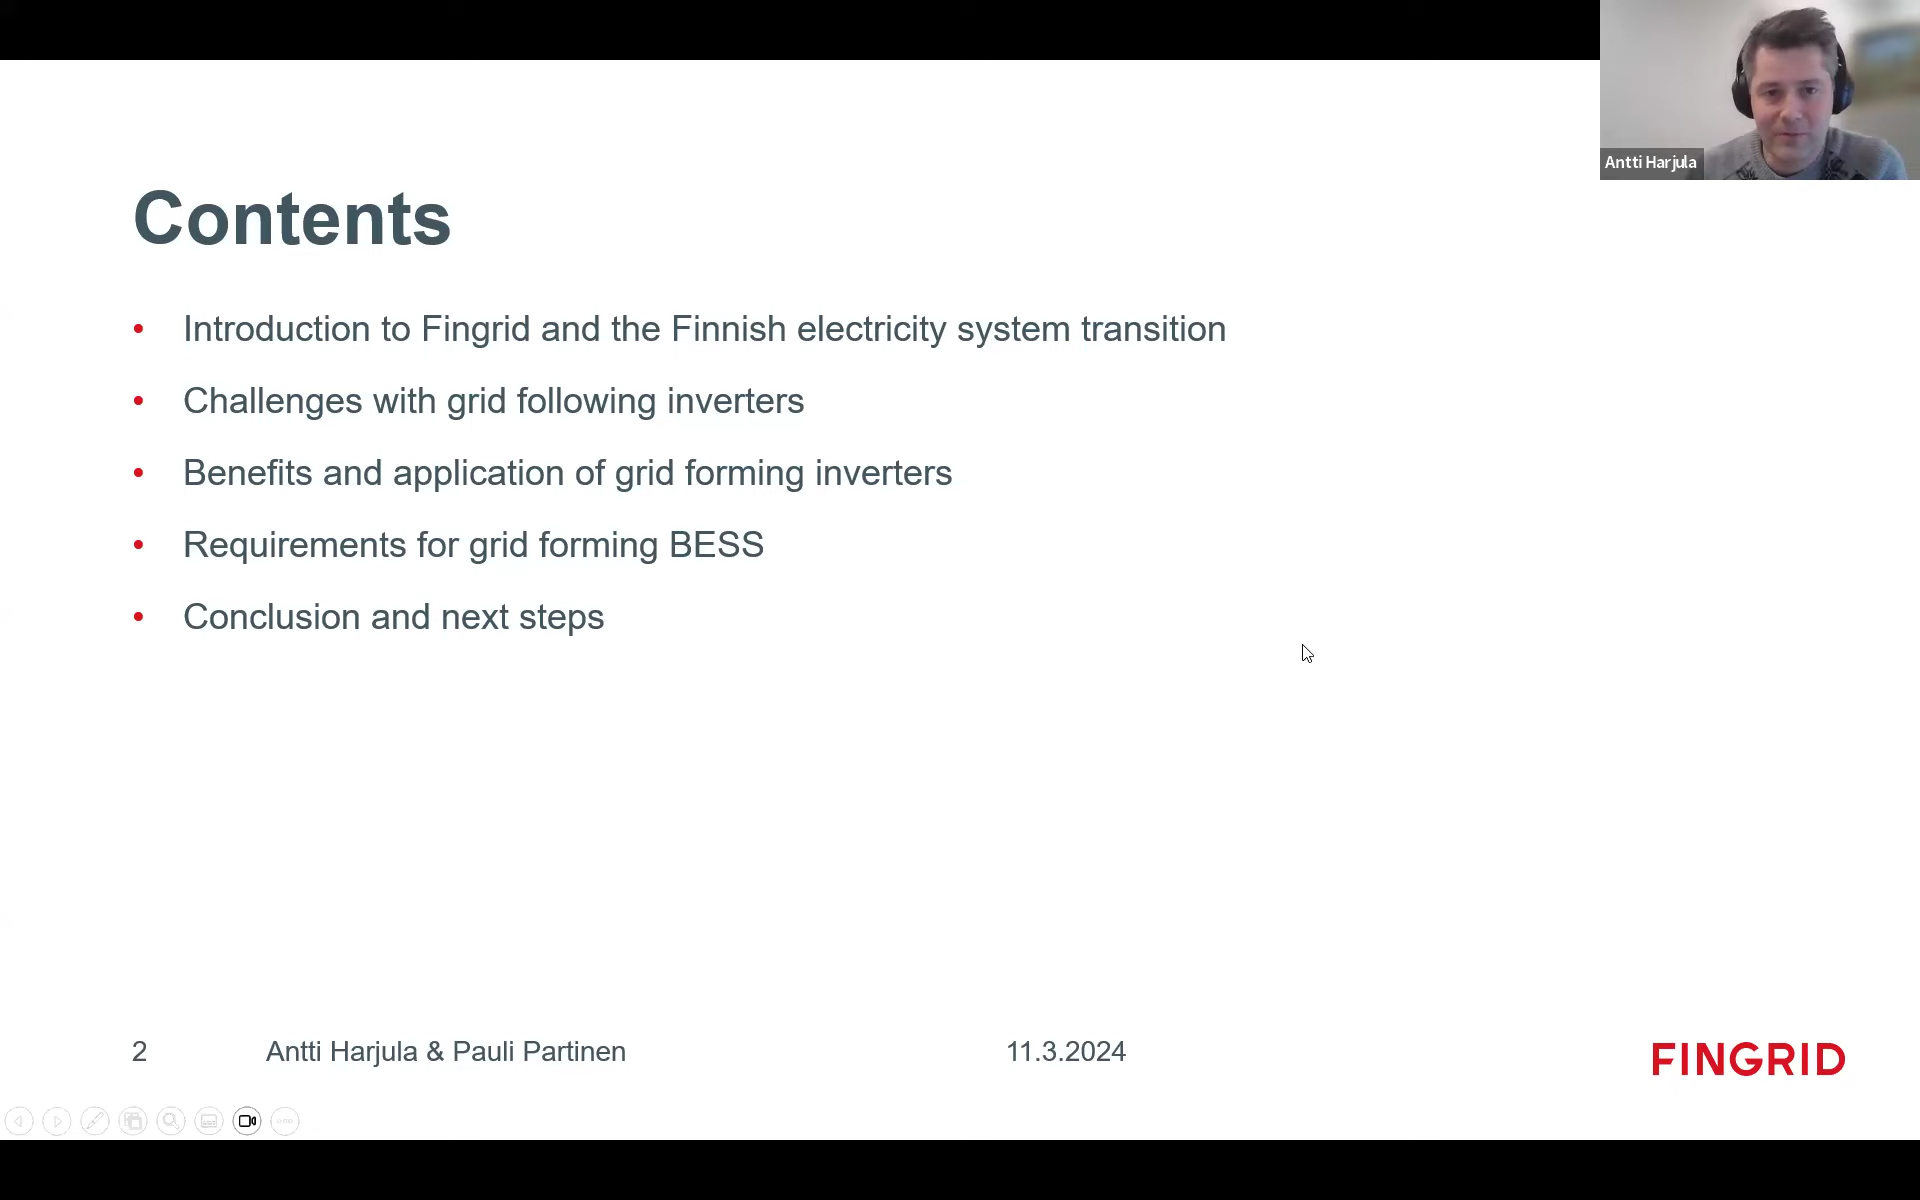 Antti Harjula
Contents
• Introduction to Fingrid and the Finnish electricity system transition
• Challenges with grid following inverters
• Benefits and application of grid forming inverters
• Requirements for grid forming BESS
• Conclusion and next steps
2 Antti Harjula & Pauli Partinen 11.3.2024 FINGRID